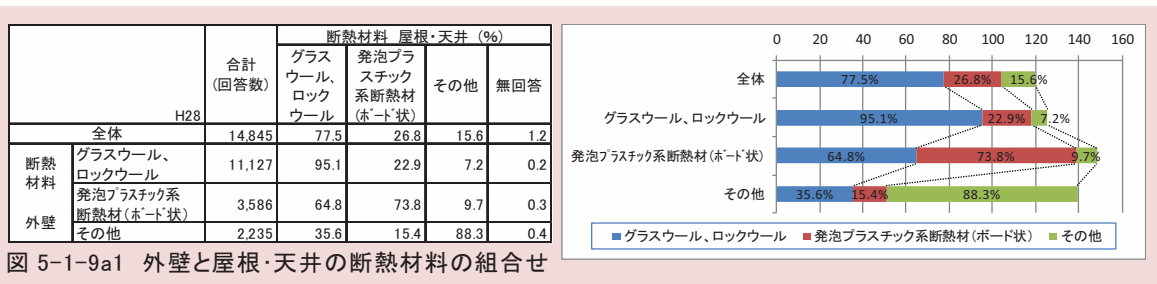 断熱材料 屋根・天井 (%)
合計
(回答数)
グラス
ウール、
ロック
ウール
発泡プラ
スチック
系断熱材
(ﾎﾞｰﾄﾞ状)
その他
無回答
H28
全体 14,845 77.5 26.8 15.6 1.2
断熱
材料
外壁
グラスウール、
ロックウール
11,127 95.1 22.9 7.2 0.2
発泡ﾌﾟﾗｽﾁｯｸ系
断熱材(ﾎﾞｰﾄﾞ状)
3,586 64.8 73.8 9.7 0.3
その他 2,235 35.6 15.4 88.3 0.4
図 5-1-9a1 外壁と屋根・天井の断熱材料の組合せ
0 20 40 60 80 100 120 140 160
全体 77.5% 26.8% 15.6%
グラスウール、ロックウール 95.1% 22.9% 7.2%
発泡プラスチック系断熱材(ﾎﾞｰﾄﾞ状) 64.8% 73.8% 9.7%
その他 35.6% 15.4% 88.3%
グラスウール、ロックウール 発泡プラスチック系断熱材(ボード状) その他